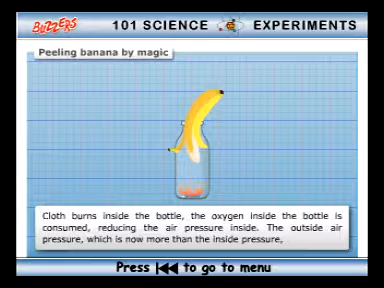 BUZZERS
101 SCIENCE EXPERIMENTS
Peeling banana by magic
Cloth burns inside the bottle, the oxygen inside the bottle is
consumed, reducing the air pressure inside. The outside air
pressure, which is now more than the inside pressure,
Press to go to menu